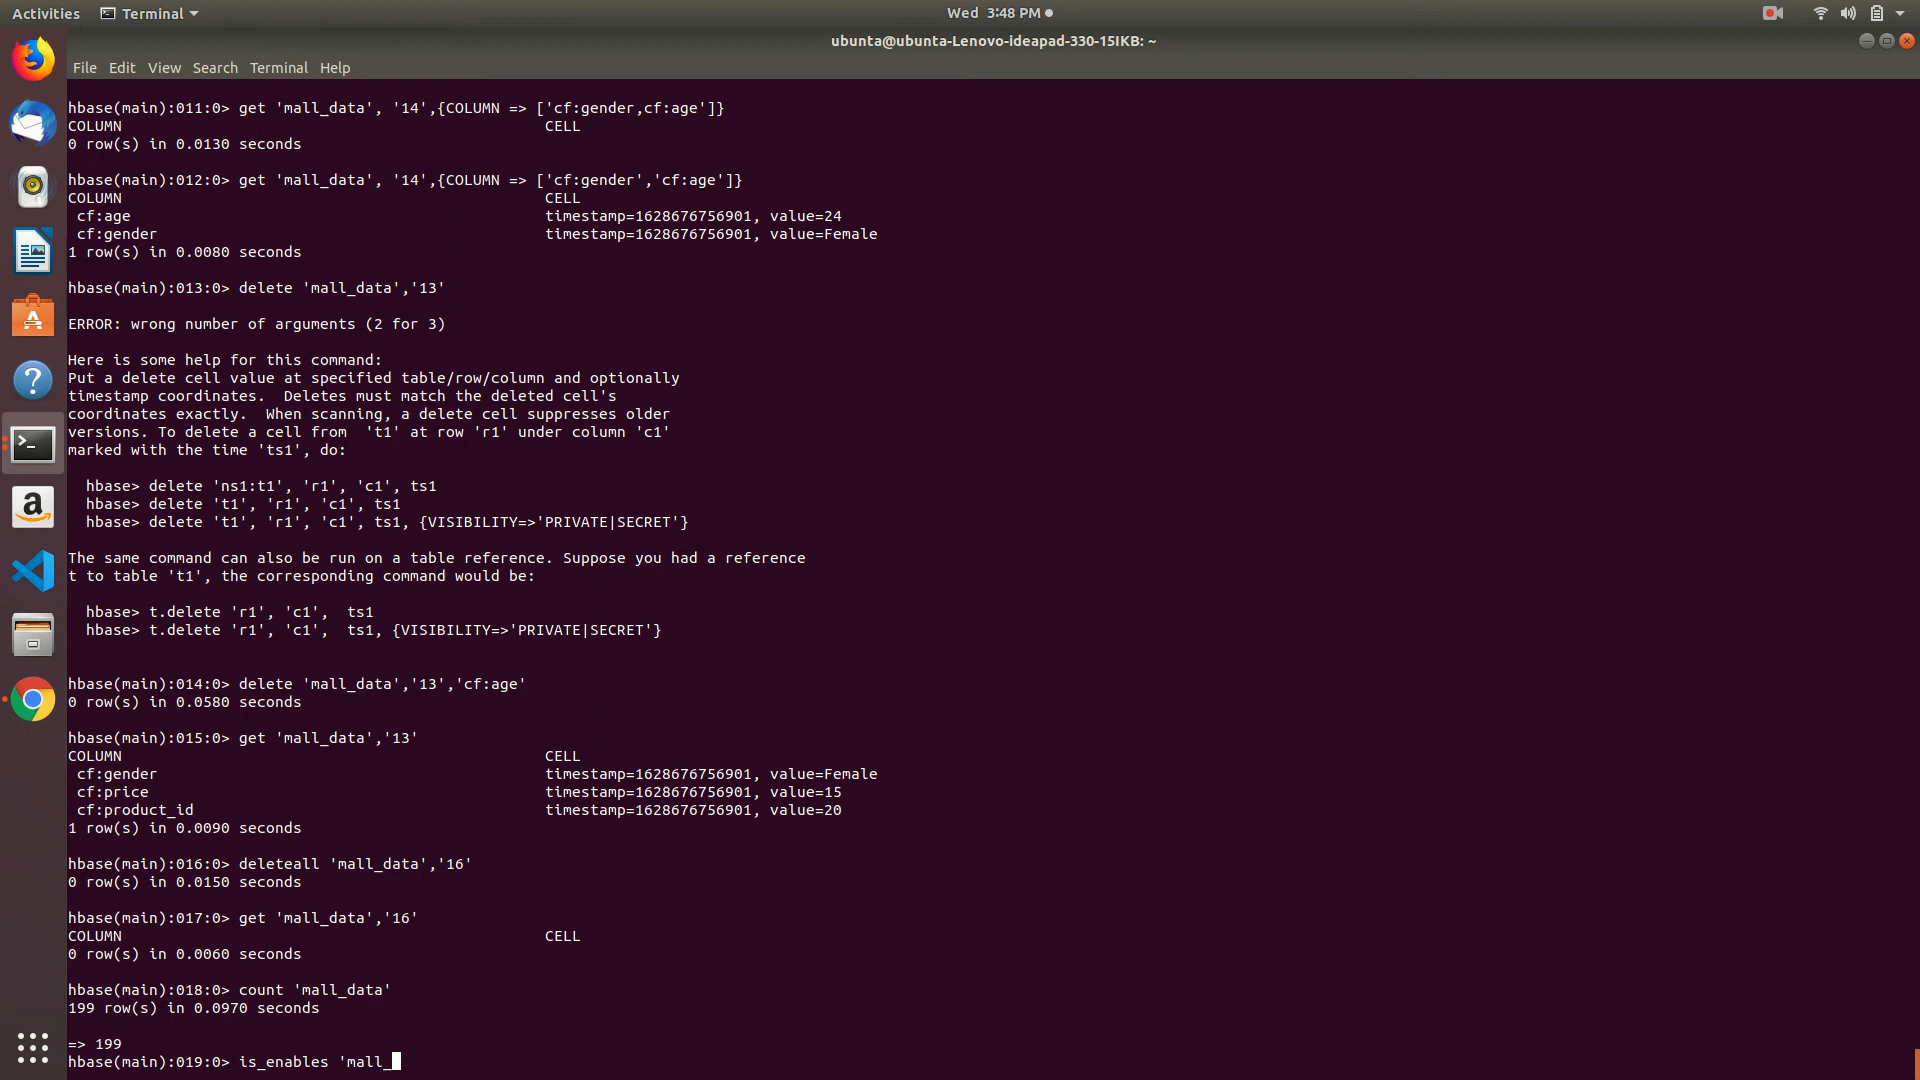 Activities Terminal Wed 3:48 PM
ubunta@ubunta-Lenovo-ideapad-330-15IKB: ~
File Edit View Search Terminal Help
hbase(main):011:0> get 'mall_data', '14',{COLUMN => ['cf:gender,cf:age']}
COLUMN CELL
0 row(s) in 0.0130 seconds
hbase(main):012:0> get 'mall_data', '14',{COLUMN => ['cf:gender','cf:age']}
COLUMN CELL
cf:age timestamp=1628676756901, value=24
cf:gender timestamp=1628676756901, value=Female
1 row(s) in 0.0080 seconds
hbase(main):013:0> delete 'mall_data','13'
ERROR: wrong number of arguments (2 for 3)
Here is some help for this command:
Put a delete cell value at specified table/row/column and optionally
timestamp coordinates.  Deletes must match the deleted cell's
coordinates exactly.  When scanning, a delete cell suppresses older
versions. To delete a cell from  't1' at row 'r1' under column 'c1'
marked with the time 'ts1', do:
hbase> delete 'ns1:t1', 'r1', 'c1', ts1
hbase> delete 't1', 'r1', 'c1', ts1
hbase> delete 't1', 'r1', 'c1', ts1, {VISIBILITY=>'PRIVATE|SECRET'}
The same command can also be run on a table reference. Suppose you had a reference
t to table 't1', the corresponding command would be:
hbase> t.delete 'r1', 'c1',  ts1
hbase> t.delete 'r1', 'c1',  ts1, {VISIBILITY=>'PRIVATE|SECRET'}
hbase(main):014:0> delete 'mall_data','13','cf:age'
0 row(s) in 0.0580 seconds
hbase(main):015:0> get 'mall_data','13'
COLUMN CELL
cf:gender timestamp=1628676756901, value=Female
cf:price timestamp=1628676756901, value=15
cf:product_id timestamp=1628676756901, value=20
1 row(s) in 0.0090 seconds
hbase(main):016:0> deleteall 'mall_data','16'
0 row(s) in 0.0150 seconds
hbase(main):017:0> get 'mall_data','16'
COLUMN CELL
0 row(s) in 0.0060 seconds
hbase(main):018:0> count 'mall_data'
199 row(s) in 0.0970 seconds
=> 199
hbase(main):019:0> is_enables 'mall_